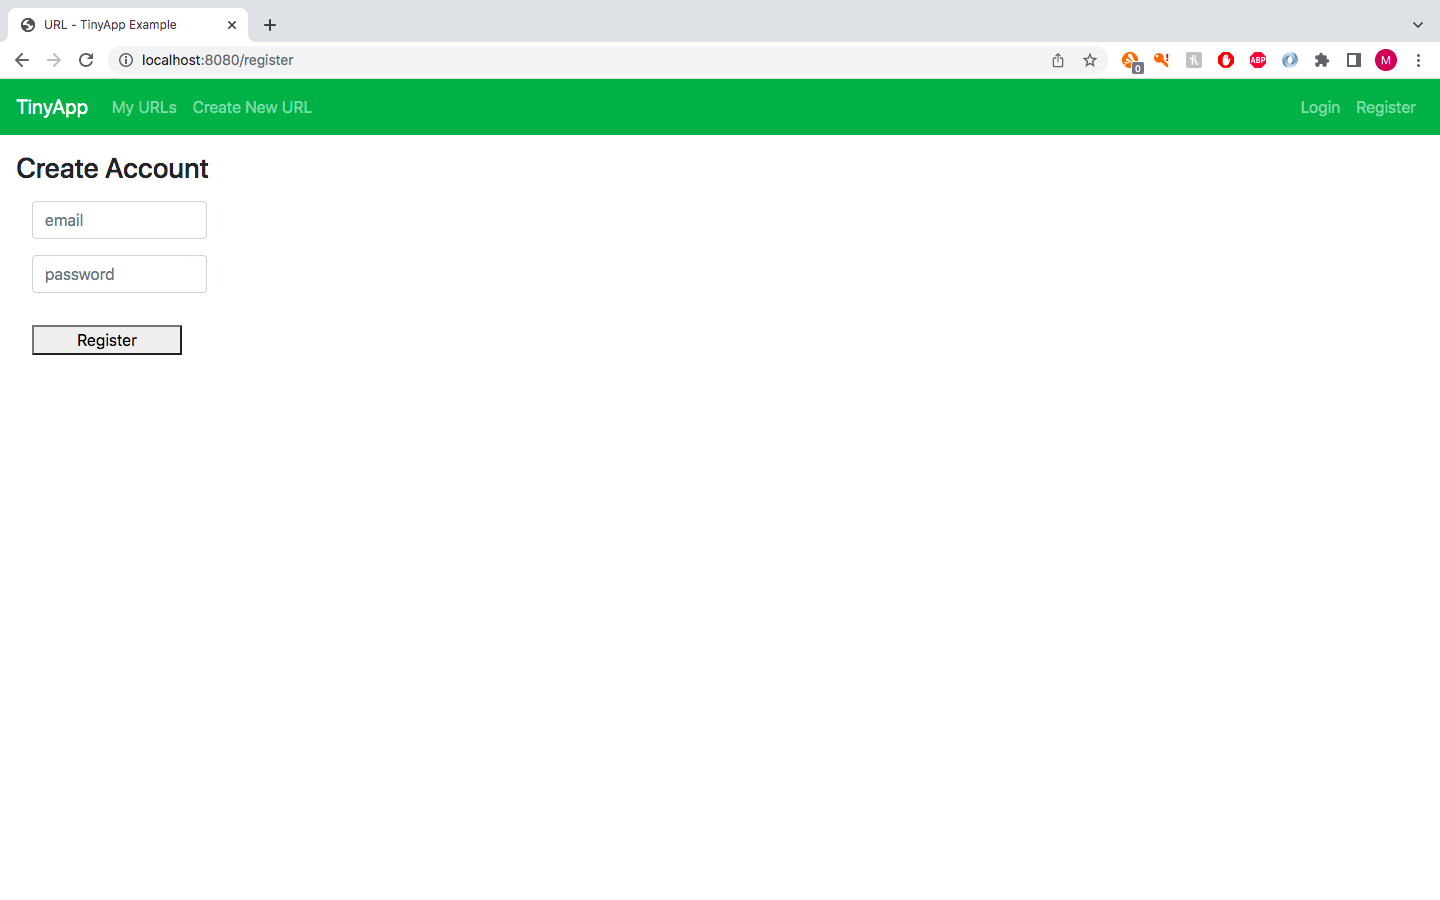 URL - TinyApp Example
localhost:8080/register
0
ABP
M
TinyApp My URLs Create New URL Login Register
Create Account
email
password
Register